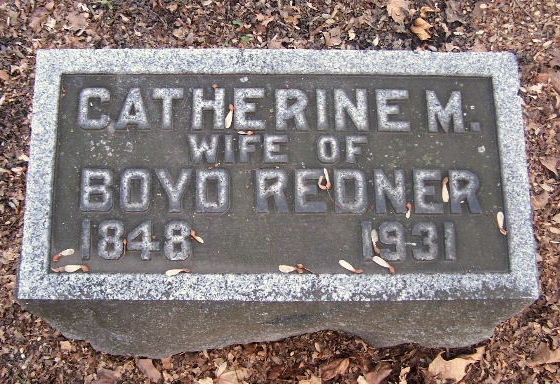 CATHERINE M.
WIFE OF
BOYD REDNER
1848 1931